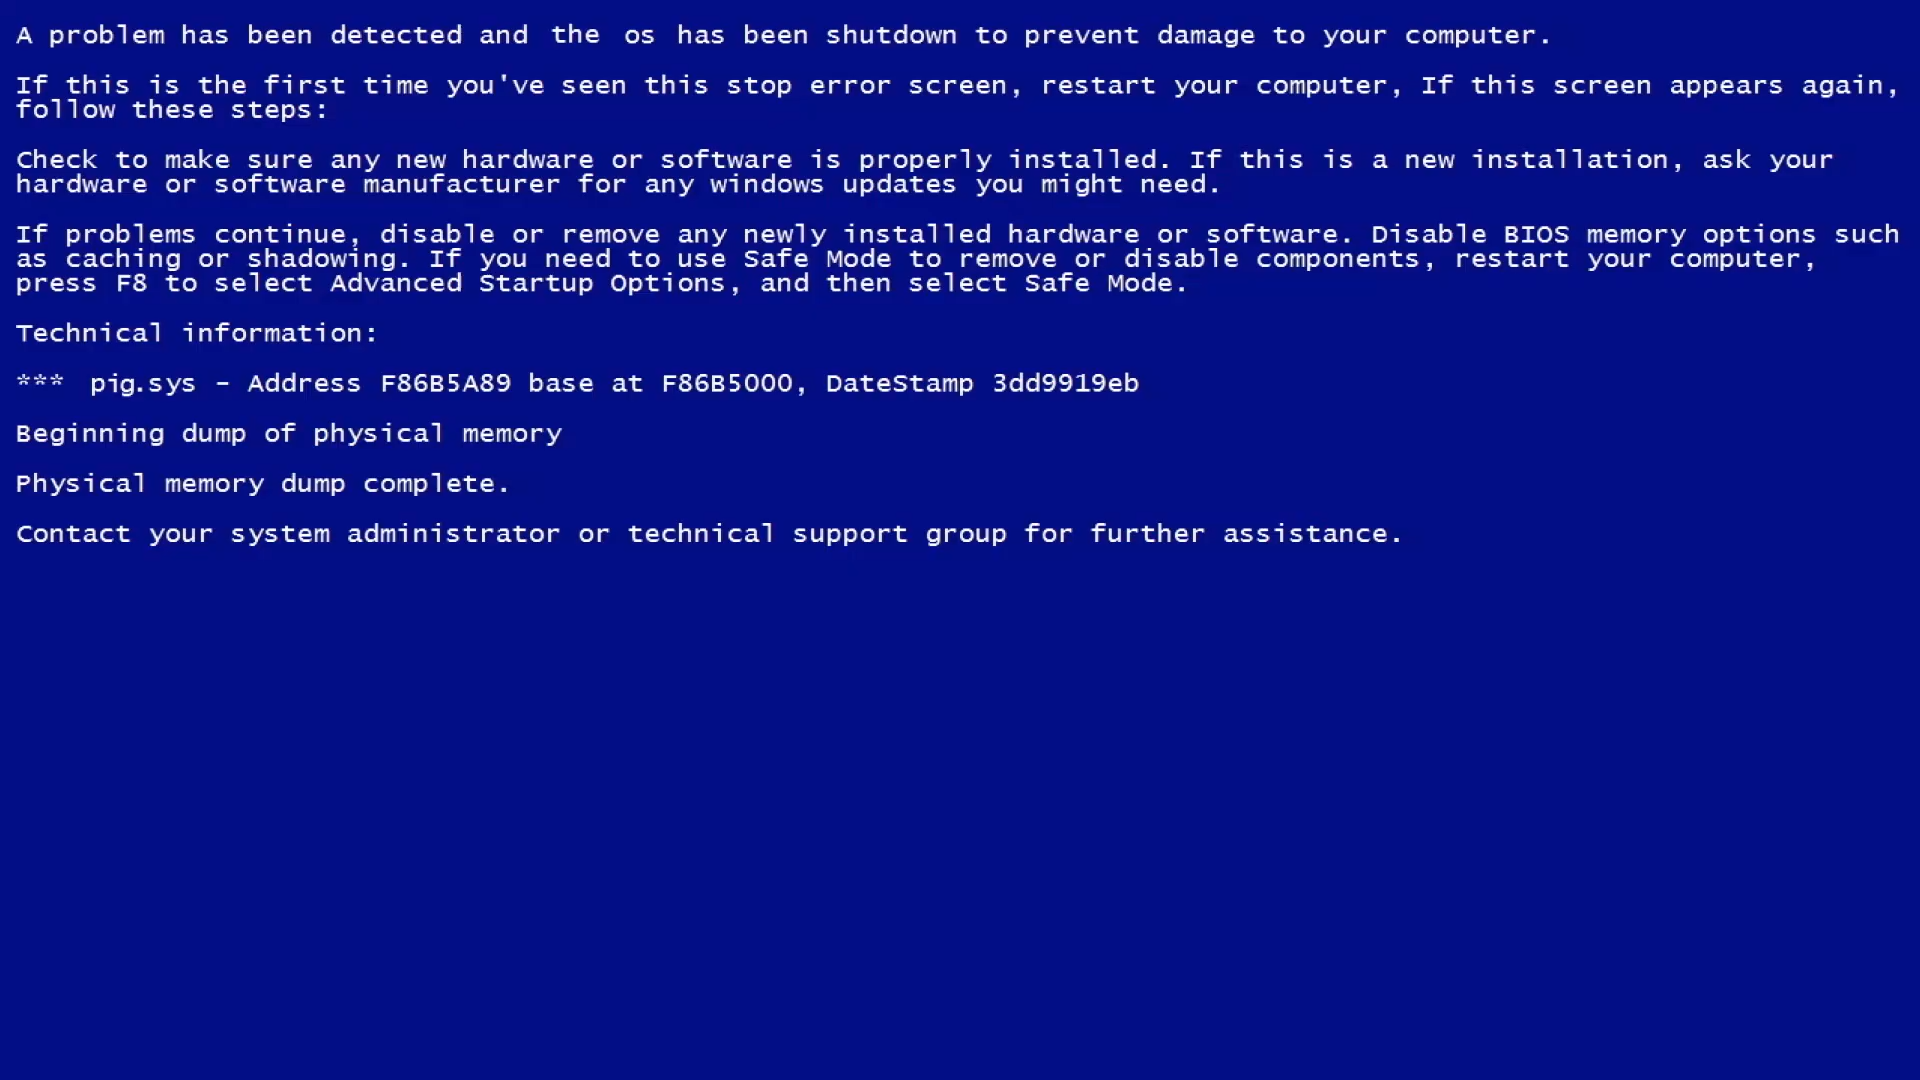 A problem has been detected and the os has been shutdown to prevent damage to your computer.
If this is the first time you've seen this stop error screen, restart your computer, If this screen appears again,
follow these steps:
Check to make sure any new hardware or software is properly installed. If this is a new installation, ask your
hardware or software manufacturer for any windows updates you might need.
If problems continue, disable or remove any newly installed hardware or software. Disable BIOS memory options such
as caching or shadowing. If you need to use Safe Mode to remove or disable components, restart your computer,
press F8 to select Advanced Startup Options, and then select Safe Mode.
Technical information:
*** pig.sys - Address F86B5A89 base at F86B5000, DateStamp 3dd9919eb
Beginning dump of physical memory
Physical memory dump complete.
Contact your system administrator or technical support group for further assistance.